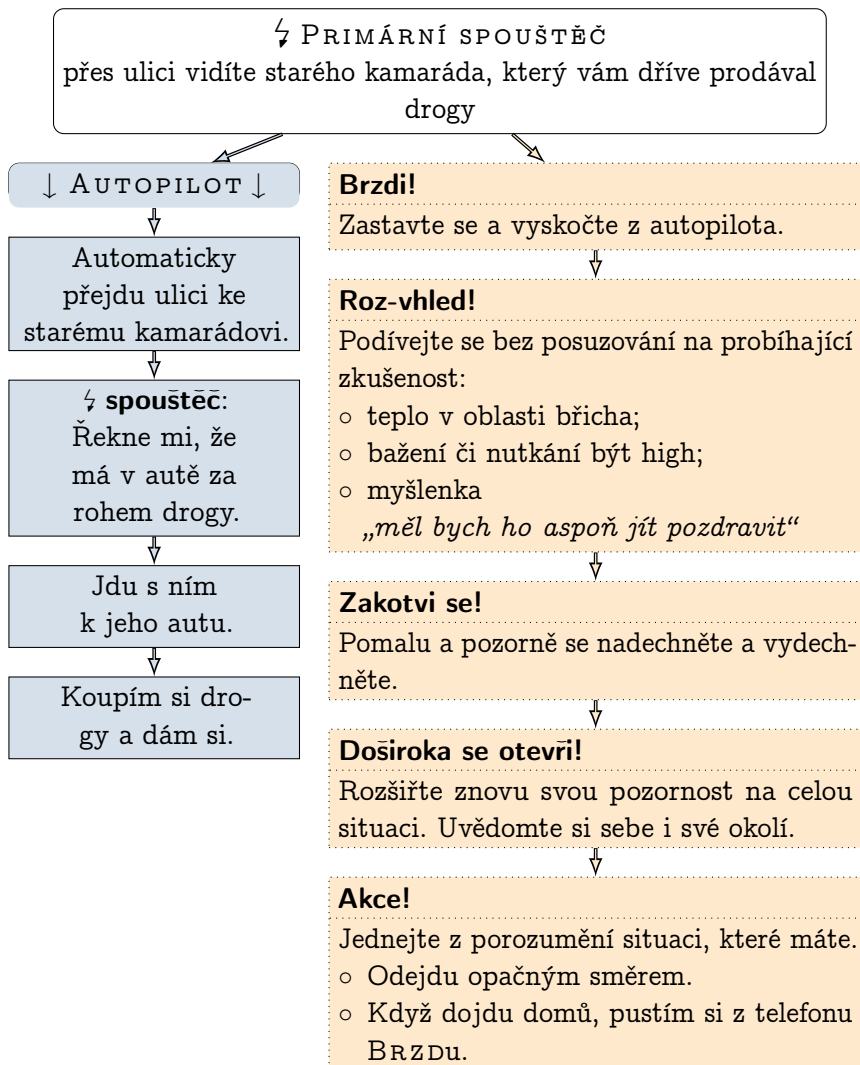 ↯ Primární spouštěč
přes ulici vidíte starého kamaráda, který vám dříve prodával
drogy
↓ Autopilot ↓
Automaticky
přejdu ulici ke
starému kamarádovi.
↯ spouštěč:
Řekne mi, že
má v autě za
rohem drogy.
Jdu s ním
k jeho autu.
Koupím si dro-
gy a dám si.
Brzdi!
Zastavte se a vyskočte z autopilota.
Roz-vhled!
Podívejte se bez posuzování na probíhající
zkušenost:
○ teplo v oblasti břicha;
○ bažení či nutkání být high;
○ myšlenka
„měl bych ho aspoň jít pozdravit“
Zakotvi se!
Pomalu a pozorně se nadechněte a vydech-
něte.
Doširoka se otevři!
Rozšiřte znovu svou pozornost na celou
situaci. Uvědomte si sebe i své okolí.
Akce!
Jednejte z porozumění situaci, které máte.
○ Odejdu opačným směrem.
○ Když dojdu domů, pustím si z telefonu
BRZDu.